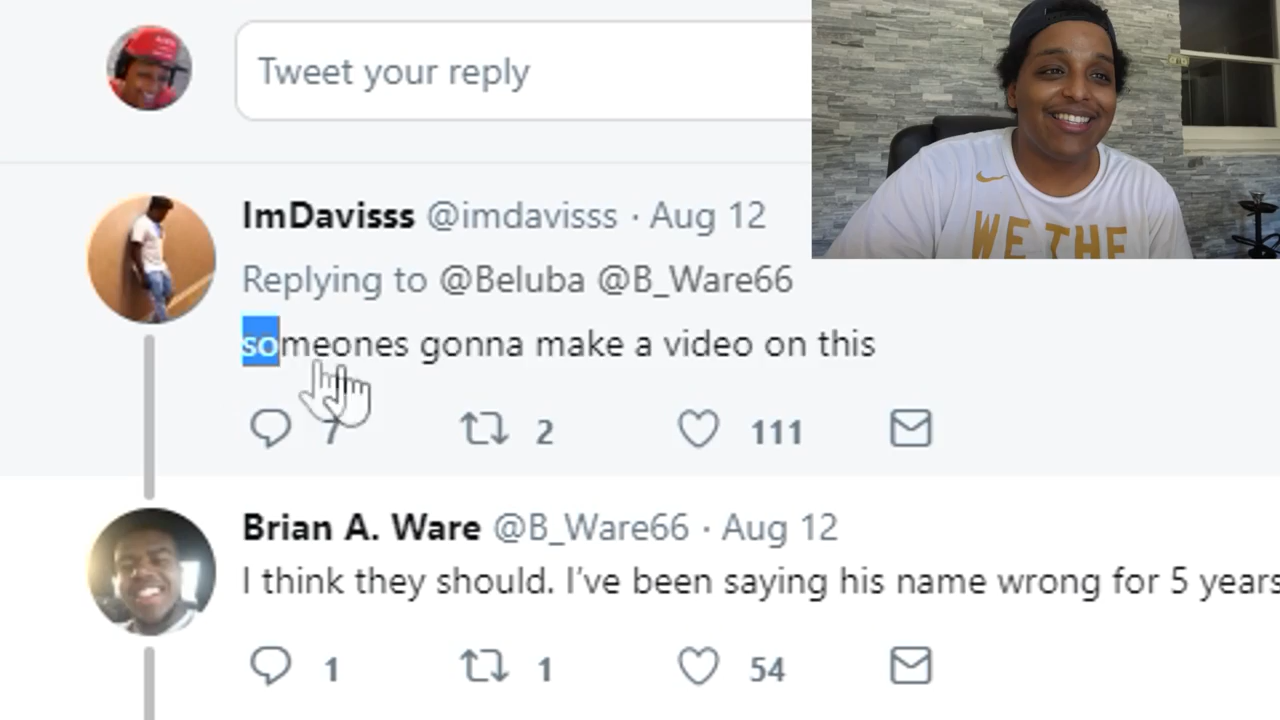 Tweet your reply
ImDavisss @imdavisss · Aug 12
Replying to @Beluba @B_Ware66
someones gonna make a video on this
7 2 111
Brian A. Ware @B_Ware66 · Aug 12
I think they should. I've been saying his name wrong for 5 years
1 1 54
WE THE